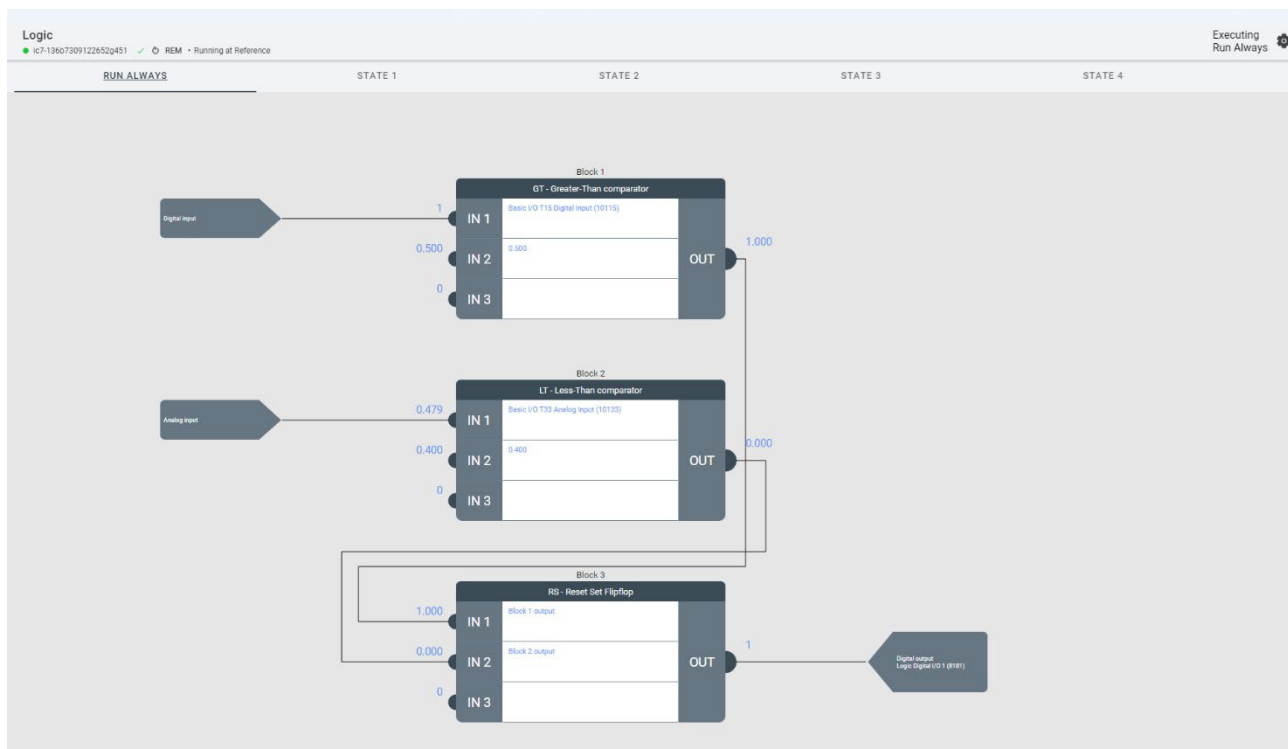 Logic
ic7-136b7309122652g451 ✓ REM • Running at Reference
Executing
Run Always
RUN ALWAYS
STATE 1
STATE 2
STATE 3
STATE 4
Block 1
GT - Greater-Than comparator
Digital input
1
IN 1
Basic I/O T15 Digital Input (10115)
0.500
IN 2
0.500
OUT
1.000
0
IN 3
Block 2
LT - Less-Than comparator
Analog input
0.479
IN 1
Basic I/O T33 Analog Input (10133)
0.400
IN 2
0.400
OUT
0.000
0
IN 3
Block 3
RS - Reset Set Flipflop
1.000
IN 1
Block 1 output
0.000
IN 2
Block 2 output
OUT
1
Digital output
Logic Digital I/O 1 (8101)
0
IN 3